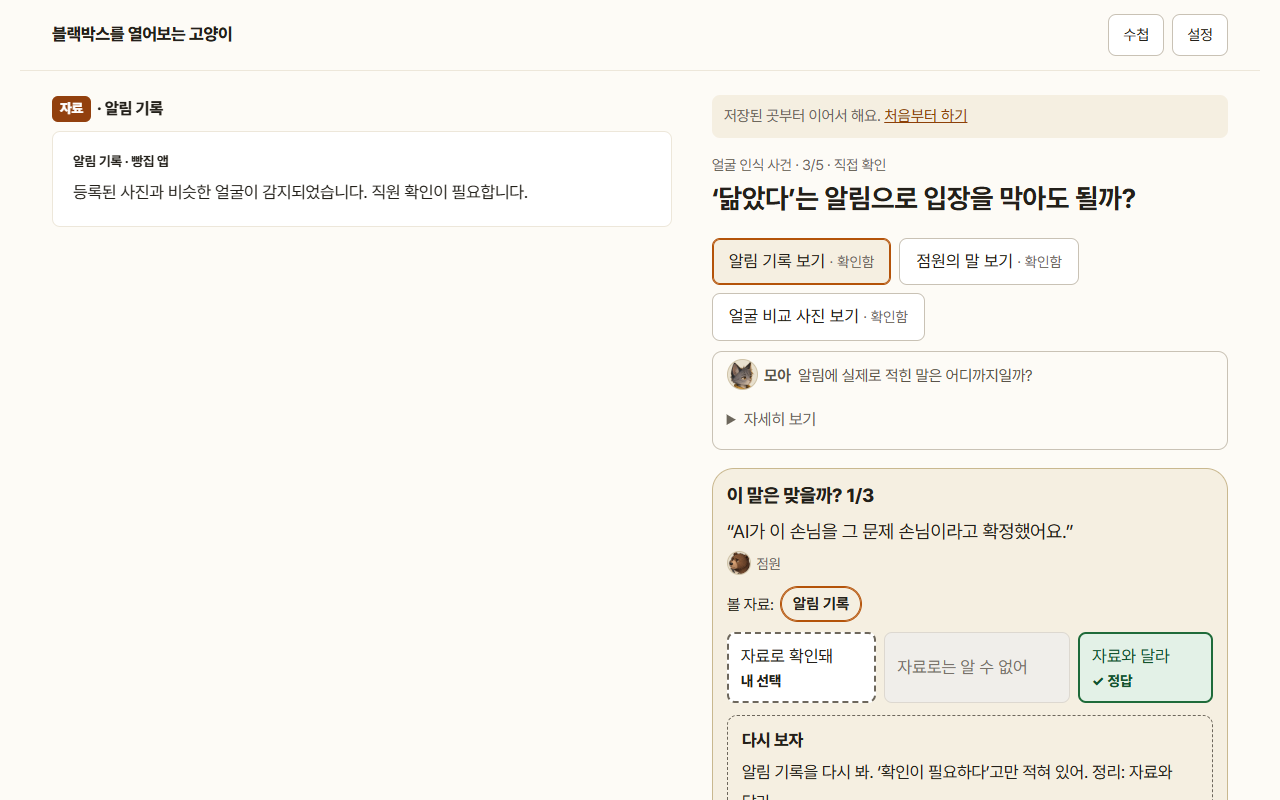 블랙박스를 열어보는 고양이
수첩
설정
자료 · 알림 기록
알림 기록 · 빵집 앱
등록된 사진과 비슷한 얼굴이 감지되었습니다. 직원 확인이 필요합니다.
저장된 곳부터 이어서 해요. 처음부터 하기
얼굴 인식 사건 · 3/5 · 직접 확인
‘닮았다’는 알림으로 입장을 막아도 될까?
알림 기록 보기 · 확인함
점원의 말 보기 · 확인함
얼굴 비교 사진 보기 · 확인함
모아 알림에 실제로 적힌 말은 어디까지일까?
▶ 자세히 보기
이 말은 맞을까? 1/3
“AI가 이 손님을 그 문제 손님이라고 확정했어요.”
점원
볼 자료: 알림 기록
자료로 확인돼
내 선택
자료로는 알 수 없어
자료와 달라
✓ 정답
다시 보자
알림 기록을 다시 봐. ‘확인이 필요하다’고만 적혀 있어. 정리: 자료와